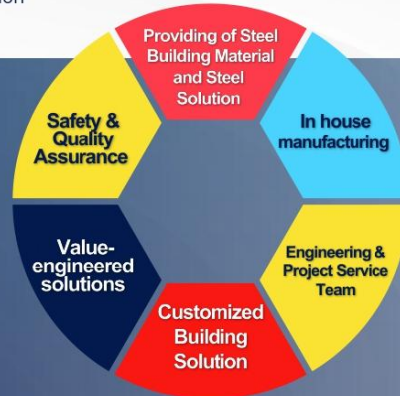 Providing of Steel
Building Material
and Steel
Solution
In house
manufacturing
Engineering &
Project Service
Team
Customized
Building
Solution
Value-
engineered
solutions
Safety &
Quality
Assurance